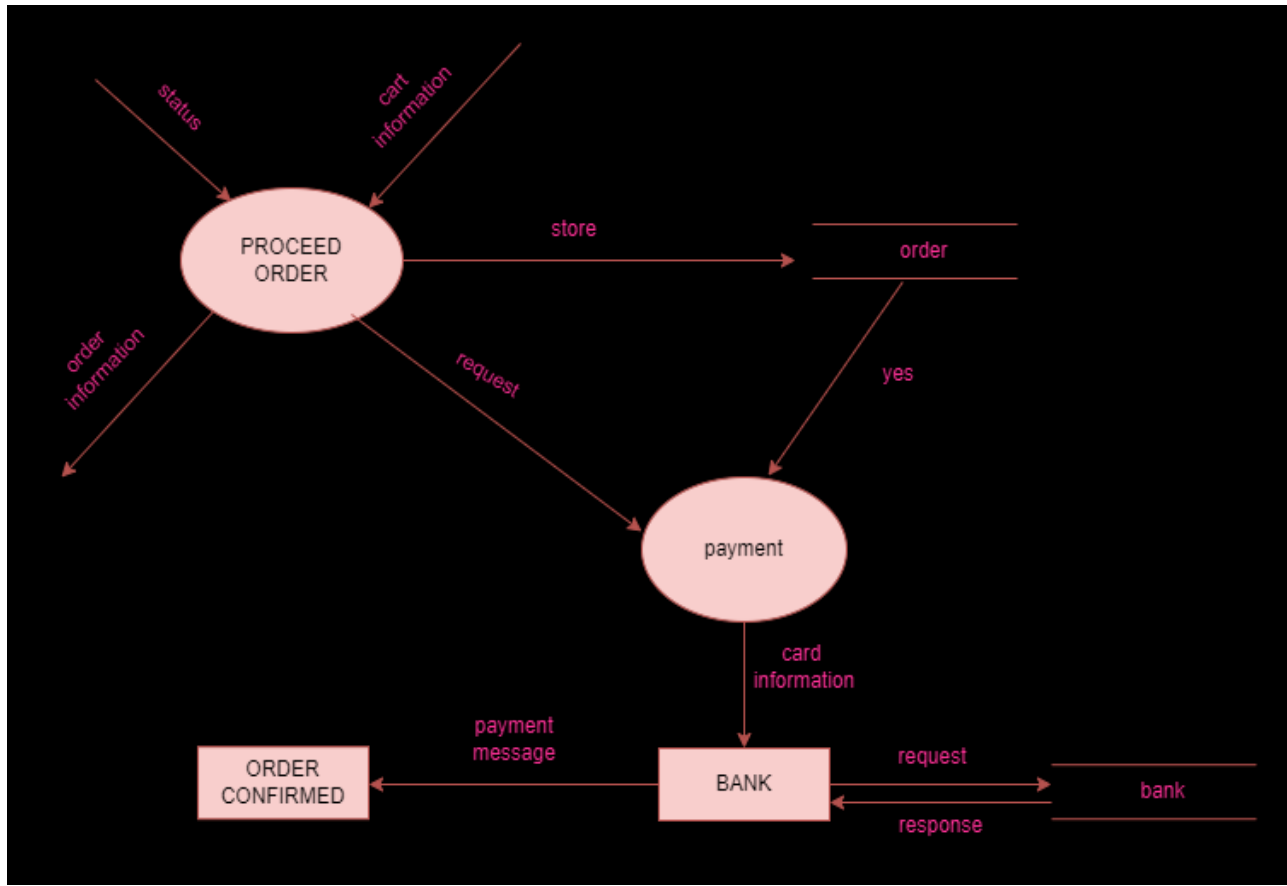 status
cart
information
PROCEED
ORDER
store
order
order
information
request
yes
payment
card
information
payment
message
ORDER
CONFIRMED
BANK
request
response
bank